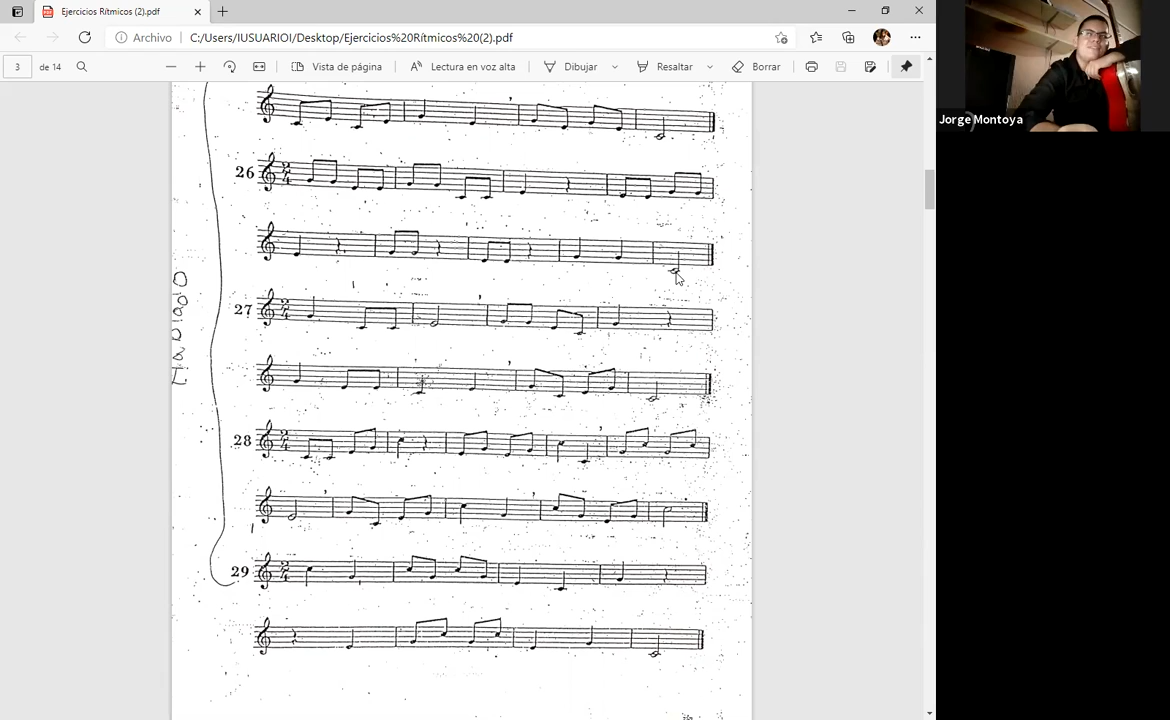 Ejercicios Rítmicos (2).pdf
Archivo
C:/Users/IUSUARIOI/Desktop/Ejercicios%20Rítmicos%20(2).pdf
3
de 14
Vista de página
Lectura en voz alta
Dibujar
Resaltar
Borrar
Jorge Montoya
26
27
Hablado
28
29